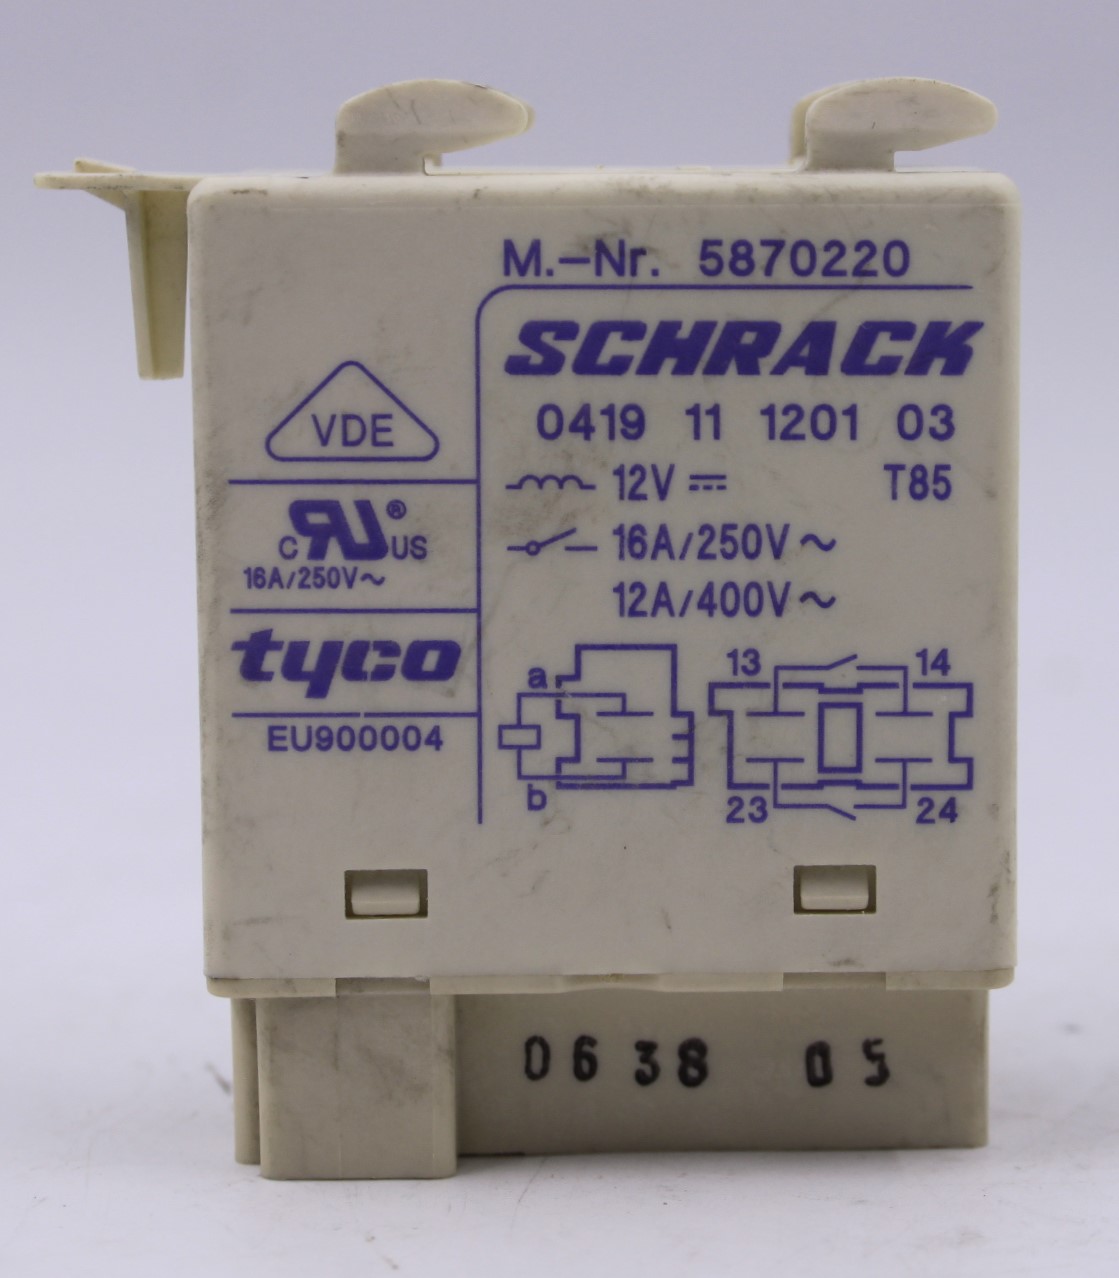 M.-Nr. 5870220
SCHRACK
0419 11 1201 03
12V T85
16A/250V~
12A/400V~
VDE
C RU® US
16A/250V~
tyco
EU900004
a
b
13 14
23 24
0638 05